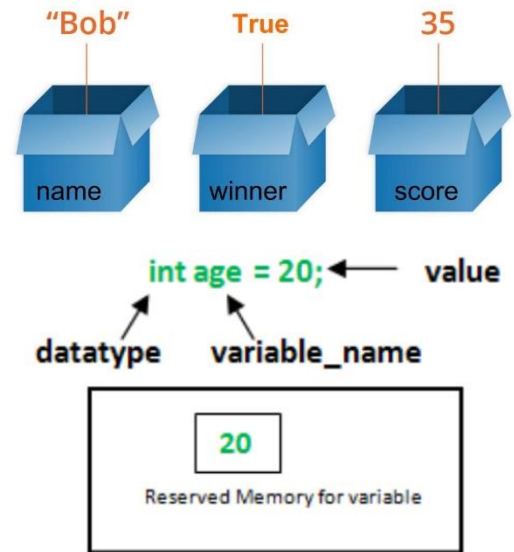 “Bob” True 35
name winner score
int age = 20; value
datatype variable_name
20
Reserved Memory for variable